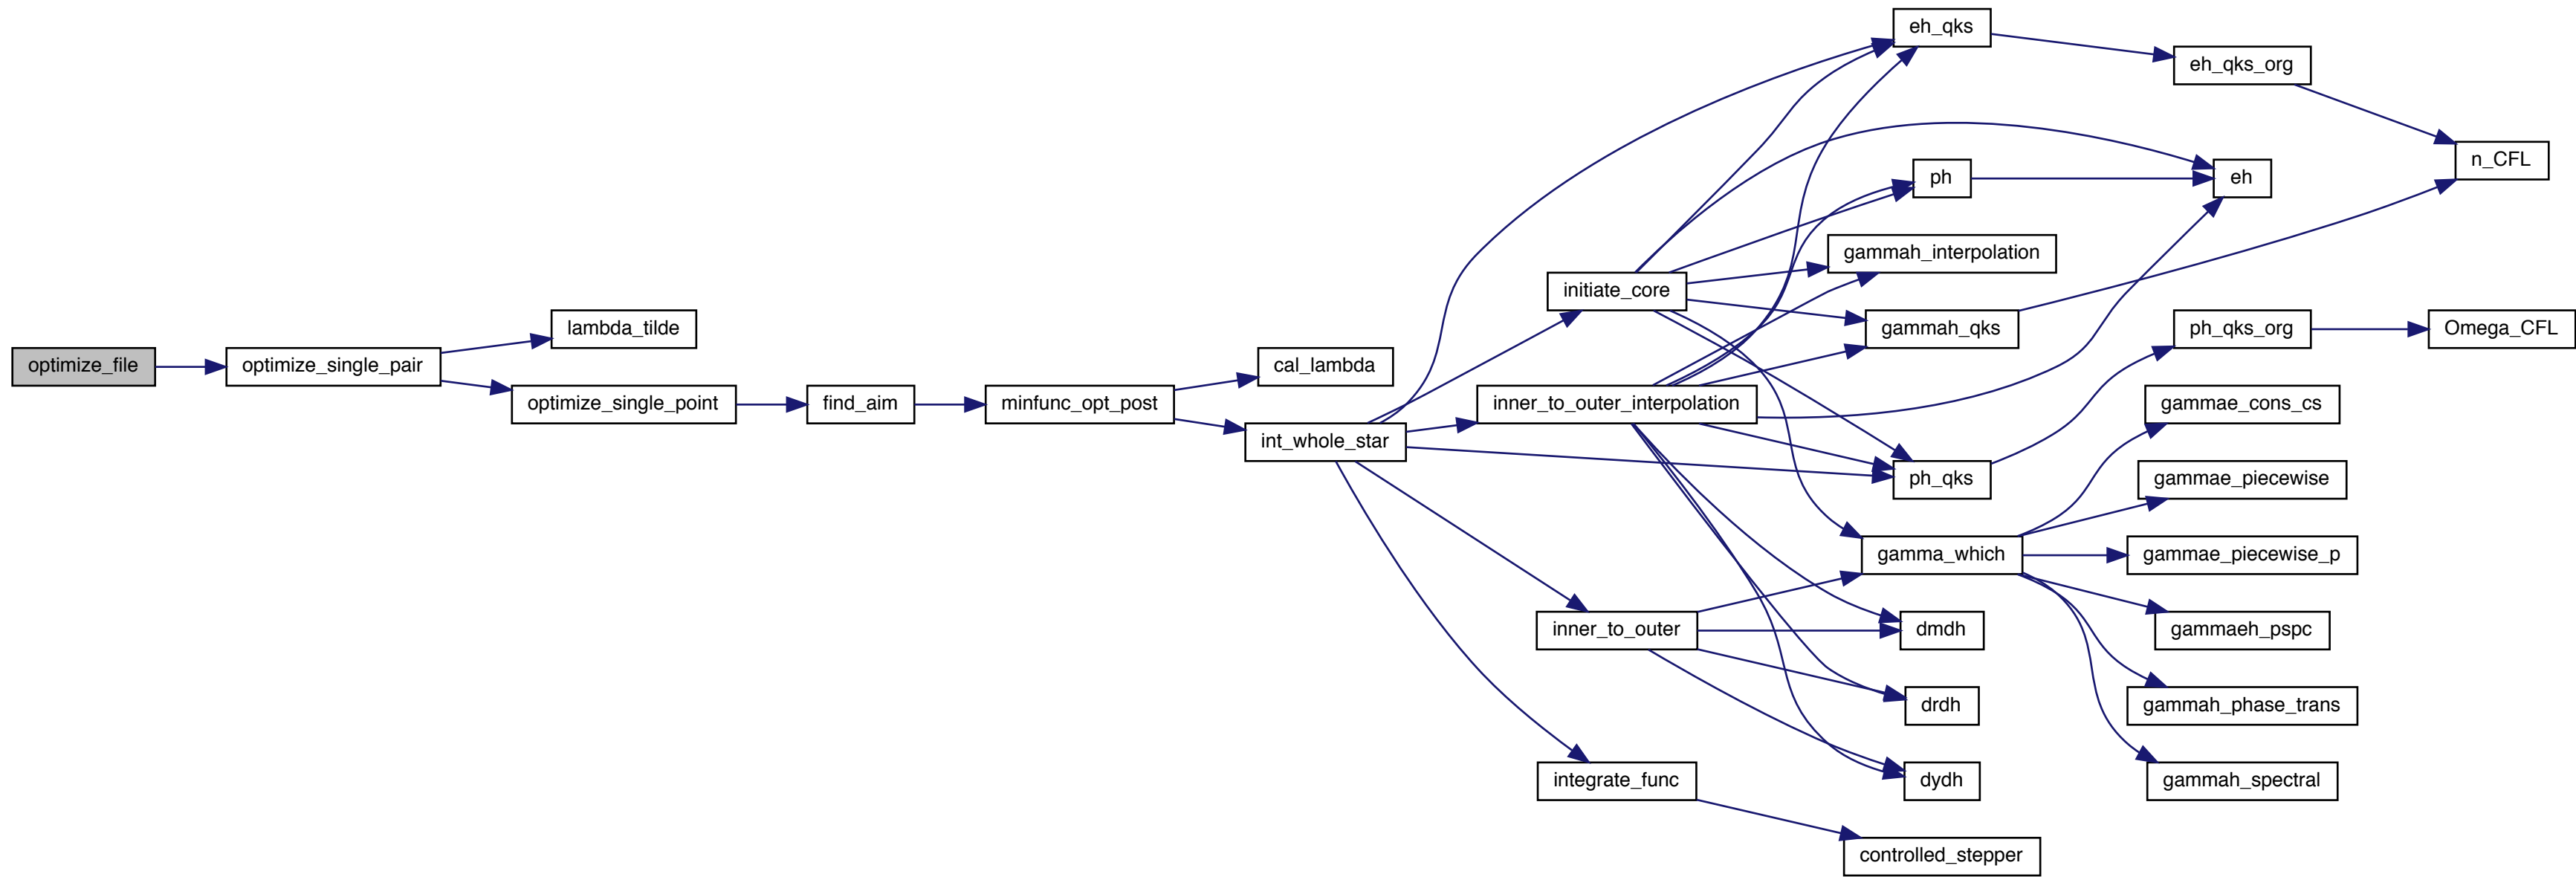 optimize_file
optimize_single_pair
lambda_tilde
optimize_single_point
find_aim
minfunc_opt_post
cal_lambda
int_whole_star
initiate_core
inner_to_outer_interpolation
inner_to_outer
integrate_func
eh_qks
ph
gammah_interpolation
gammah_qks
ph_qks
gamma_which
dmdh
drdh
dydh
controlled_stepper
eh_qks_org
eh
ph_qks_org
gammae_cons_cs
gammae_piecewise
gammae_piecewise_p
gammaeh_pspc
gammah_phase_trans
gammah_spectral
n_CFL
Omega_CFL